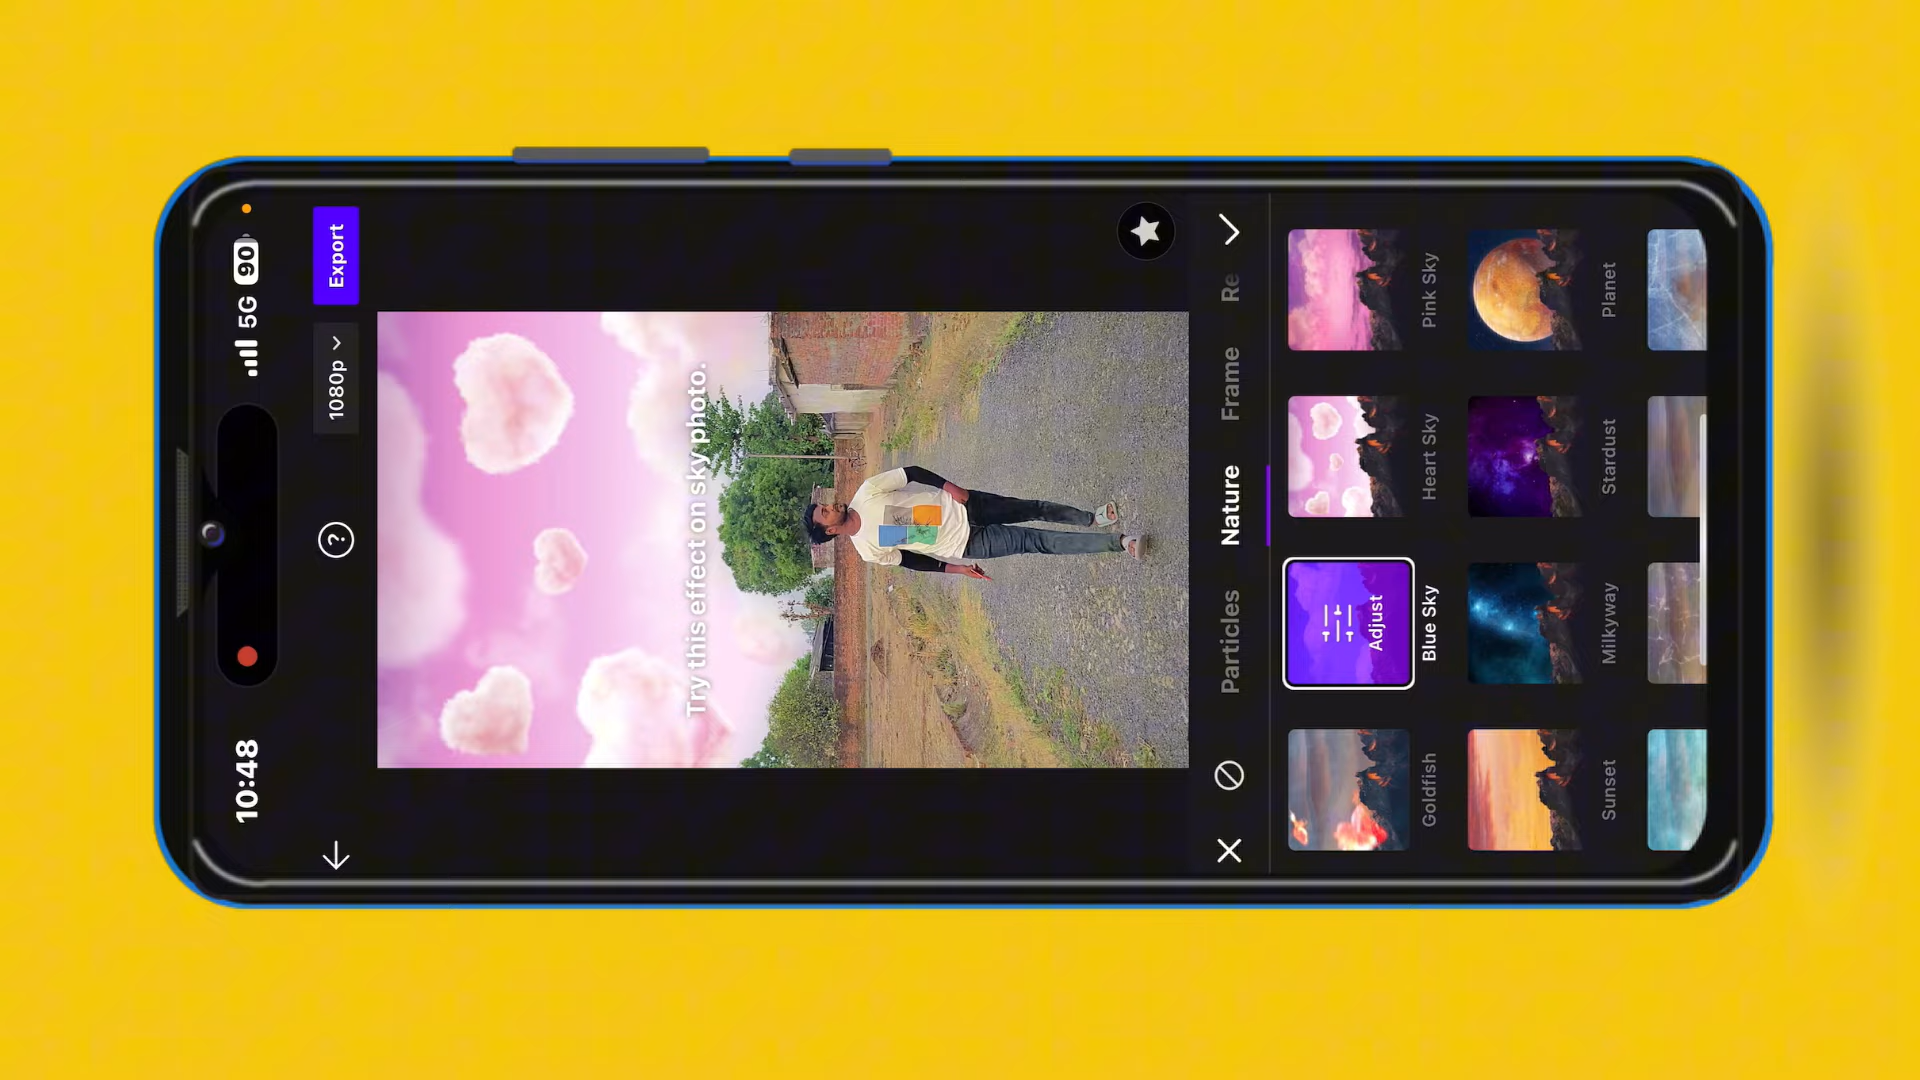 10:48
5G 90
1080p
Export
?
Try this effect on sky photo.
Particles
Nature
Frame
Re
Goldfish
Adjust
Blue Sky
Heart Sky
Pink Sky
Sunset
Milkyway
Stardust
Planet